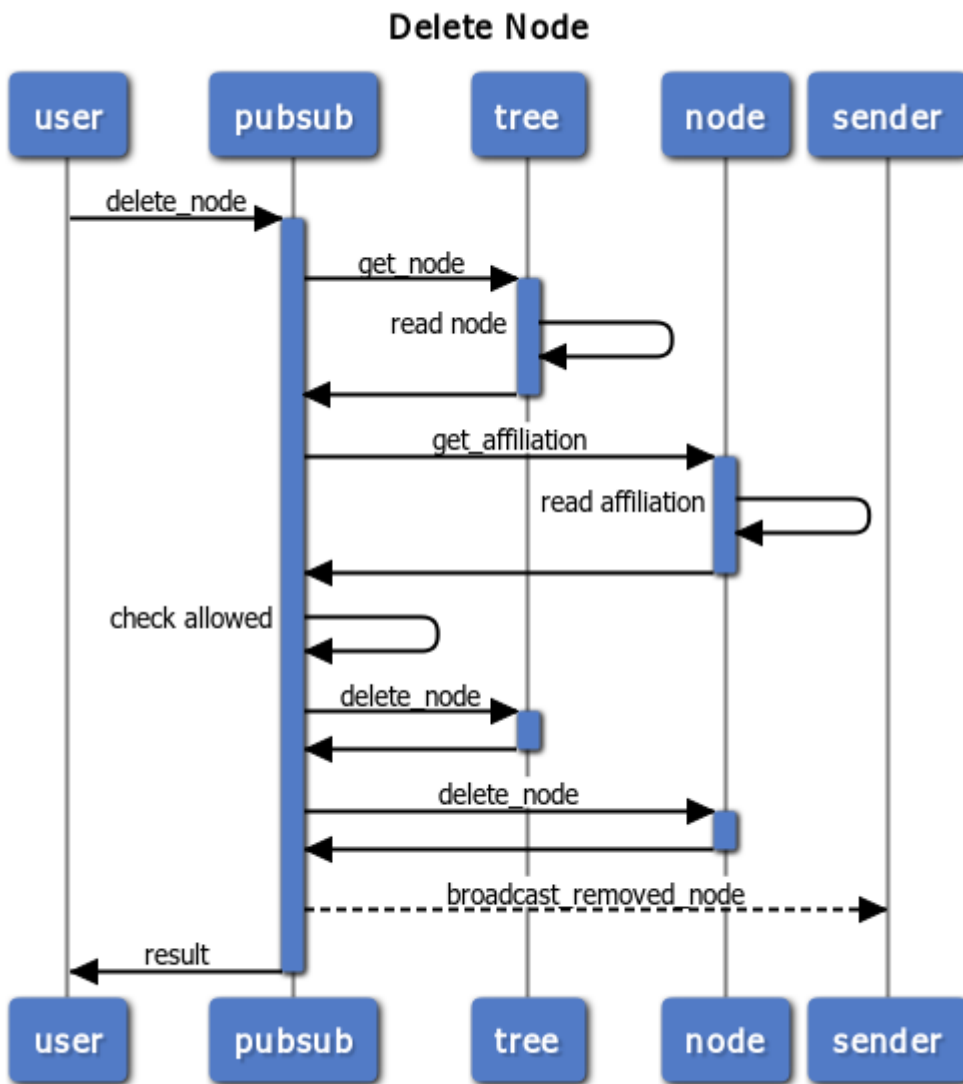 Delete Node
user pubsub tree node sender
delete_node
get_node
read node
get_affiliation
read affiliation
check allowed
delete_node
delete_node
broadcast_removed_node
result
user pubsub tree node sender